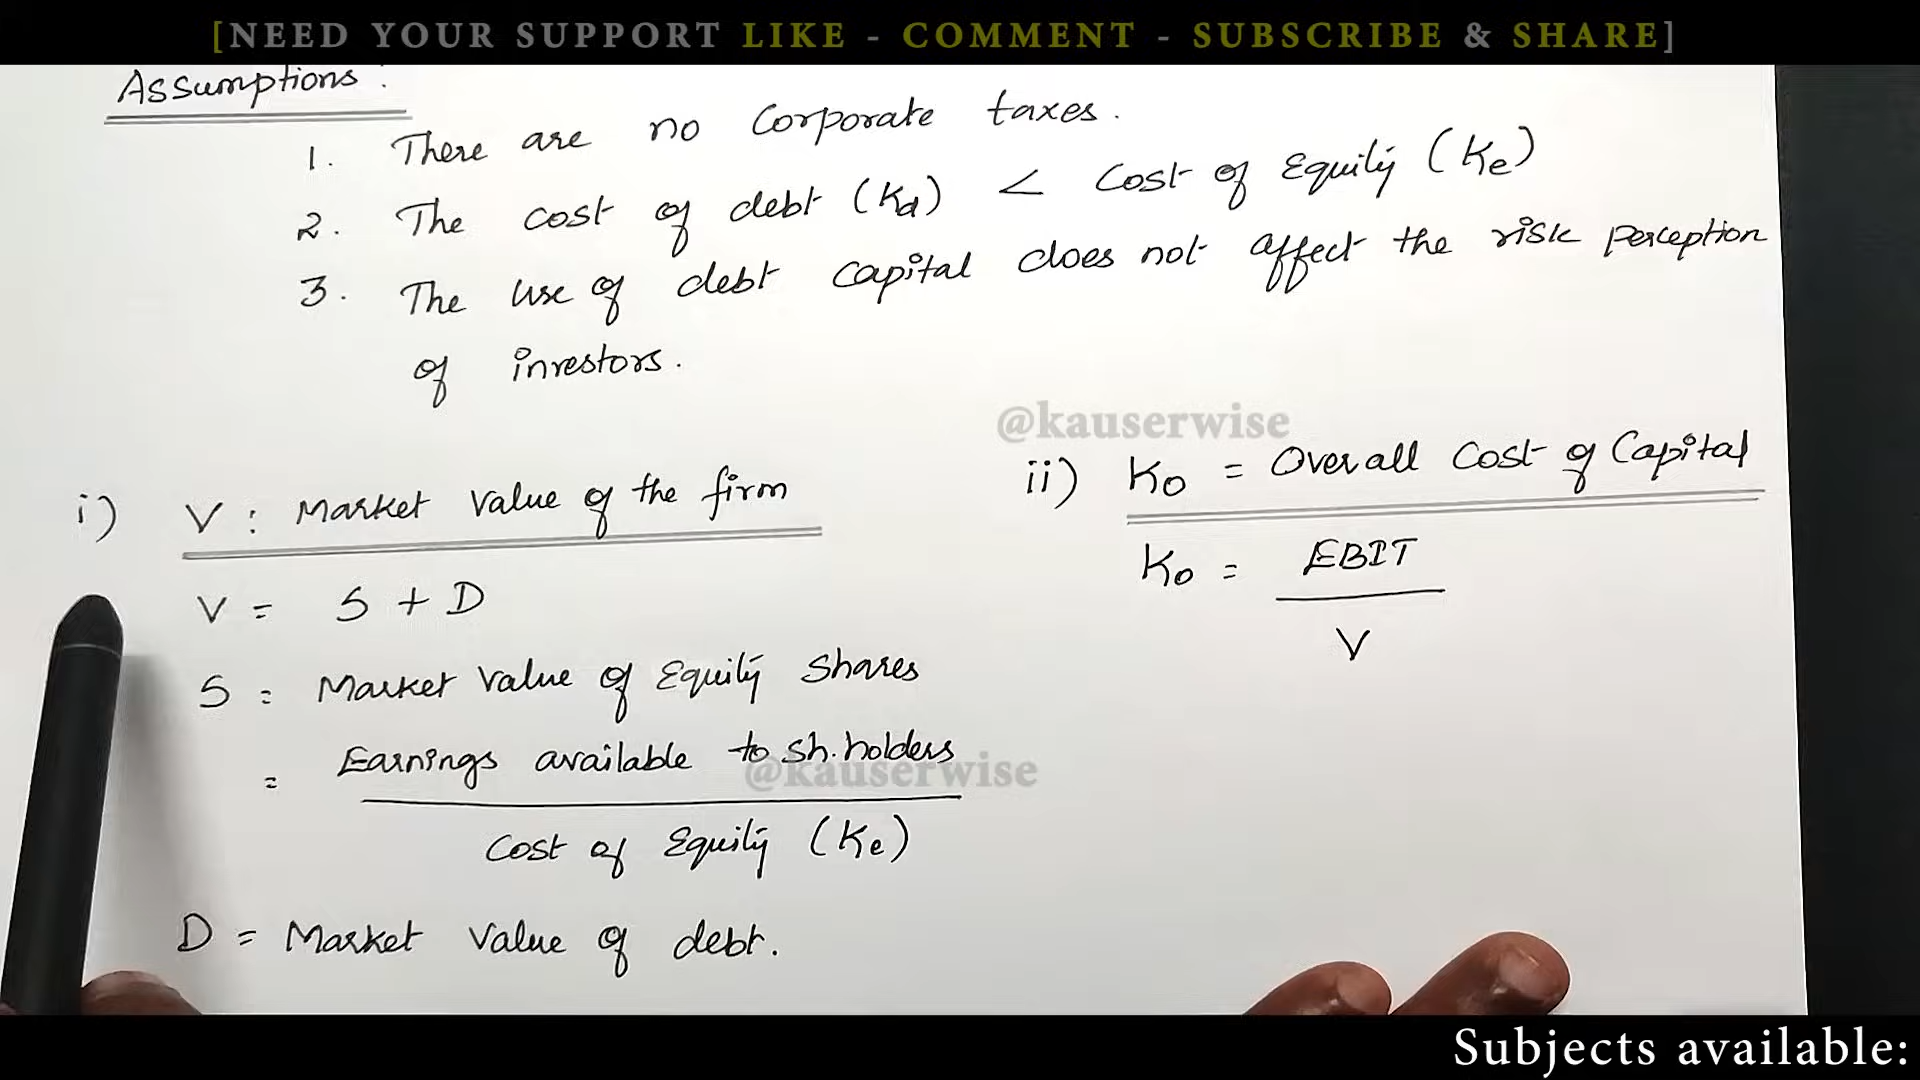 [NEED YOUR SUPPORT LIKE - COMMENT - SUBSCRIBE & SHARE]
Assumptions:
1. There are no Corporate taxes.
2. The cost of debt (Kd) < Cost of Equity (Ke)
3. The use of debt capital does not affect the risk perception
of investors.
@kauserwise
i) V : Market Value of the firm
V = S + D
S = Market Value of Equity Shares
= Earnings available to sh.holders
Cost of Equity (Ke)
@kauserwise
D = Market Value of debt.
ii) Ko = Overall Cost of Capital
Ko = EBIT
V
Subjects available: